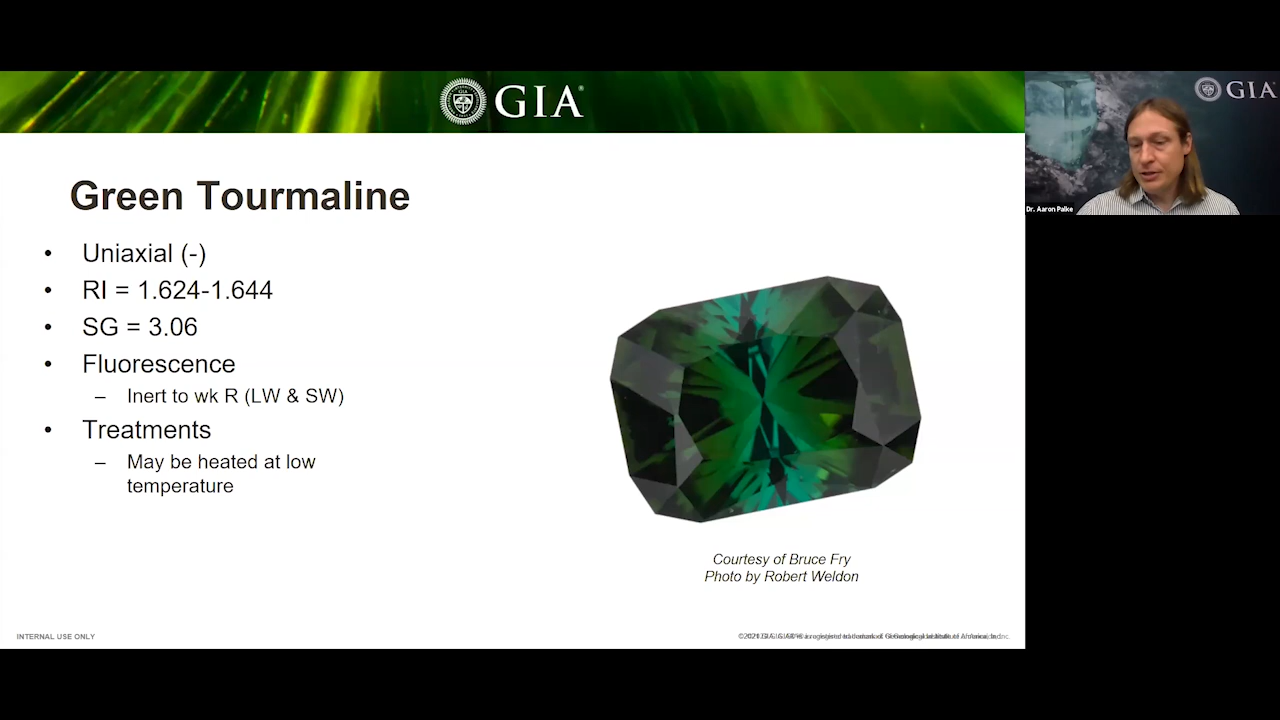 GIA
GIA
Dr. Aaron Palke
Green Tourmaline
• Uniaxial (-)
• RI = 1.624-1.644
• SG = 3.06
• Fluorescence
– Inert to wk R (LW & SW)
• Treatments
– May be heated at low
temperature
Courtesy of Bruce Fry
Photo by Robert Weldon
INTERNAL USE ONLY